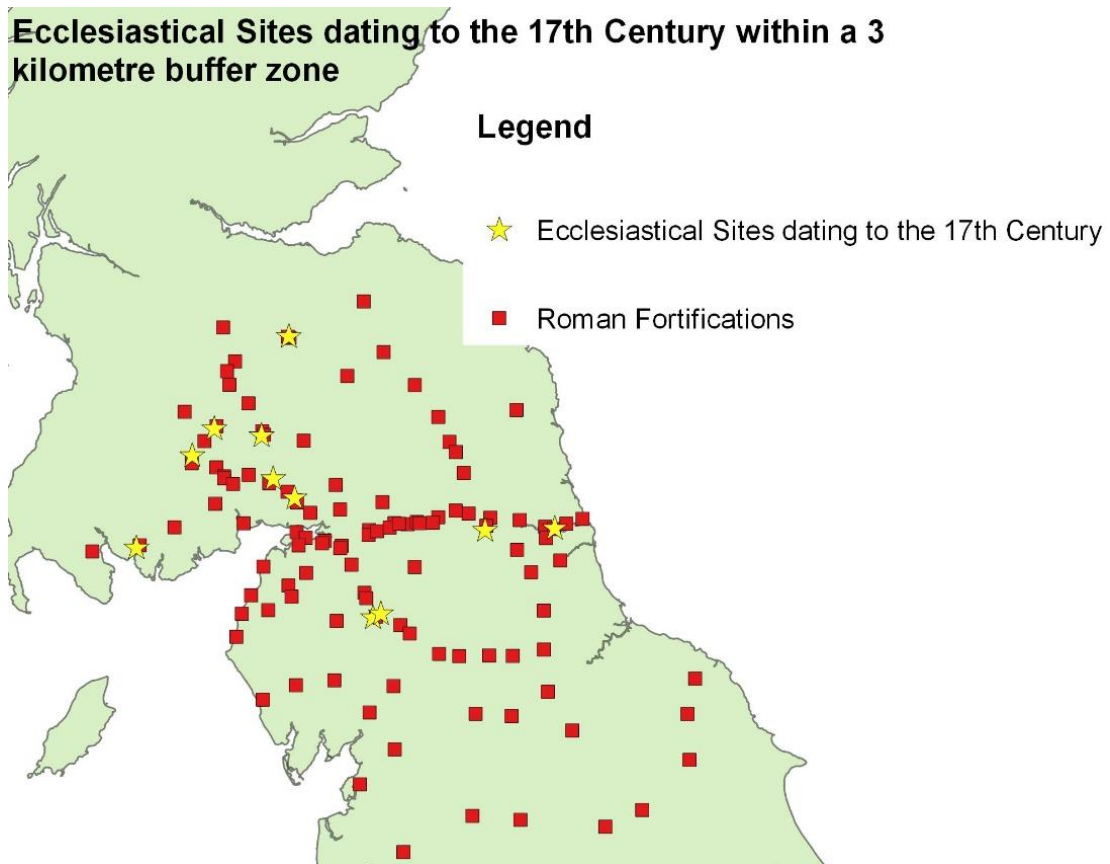 Ecclesiastical Sites dating to the 17th Century within a 3
kilometre buffer zone
Legend
Ecclesiastical Sites dating to the 17th Century
Roman Fortifications